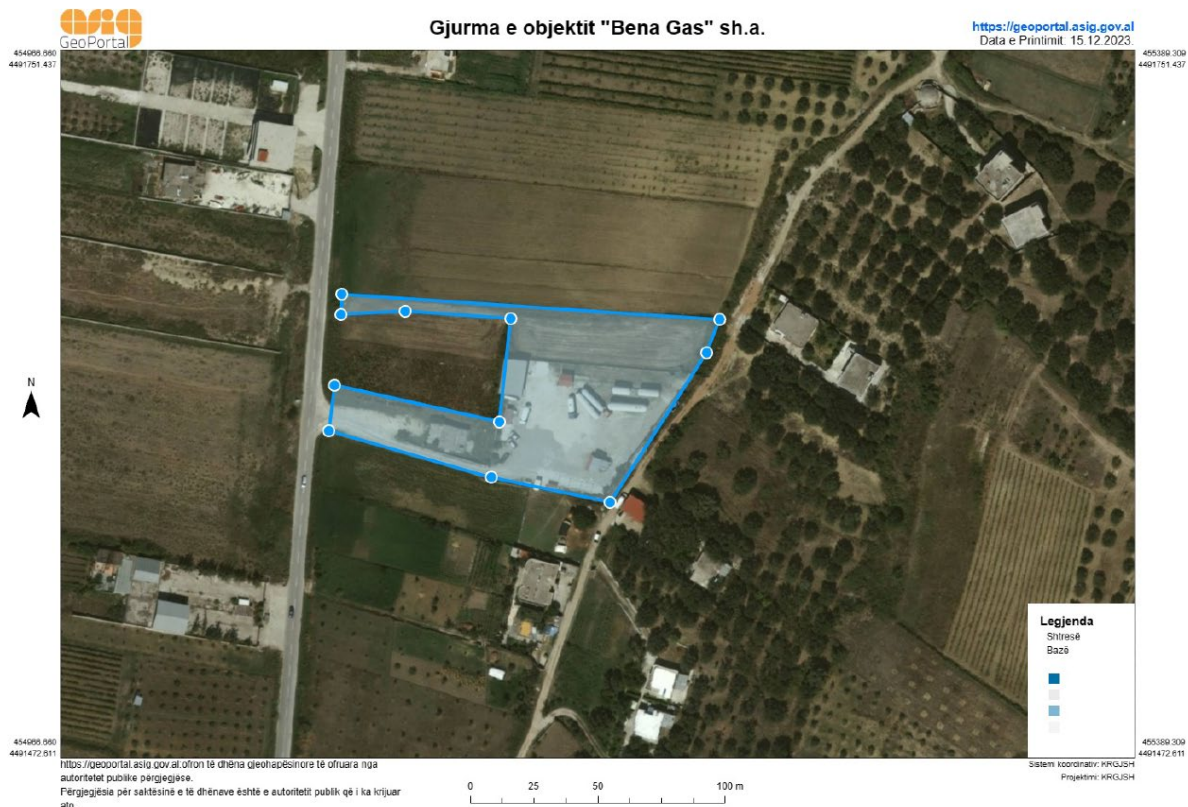 asig
GeoPortal
Gjurma e objektit "Bena Gas" sh.a.
https://geoportal.asig.gov.al
Data e Printimit: 15.12.2023.
454966.660
4491751.437
455389.309
4491751.437
N
Legjenda
Shtresë
Bazë
454966.660
4491472.611
455389.309
4491472.611
https://geoportal.asig.gov.al:ofron të dhëna gjeohapësinore të ofruara nga
autoritetet publike përgjegjëse.
Përgjegjësia për saktësinë e të dhënave është e autoritetit publik që i ka krijuar
ato
Sistemi koordinativ: KRGJSH
Projektimi: KRGJSH
0 25 50 100 m